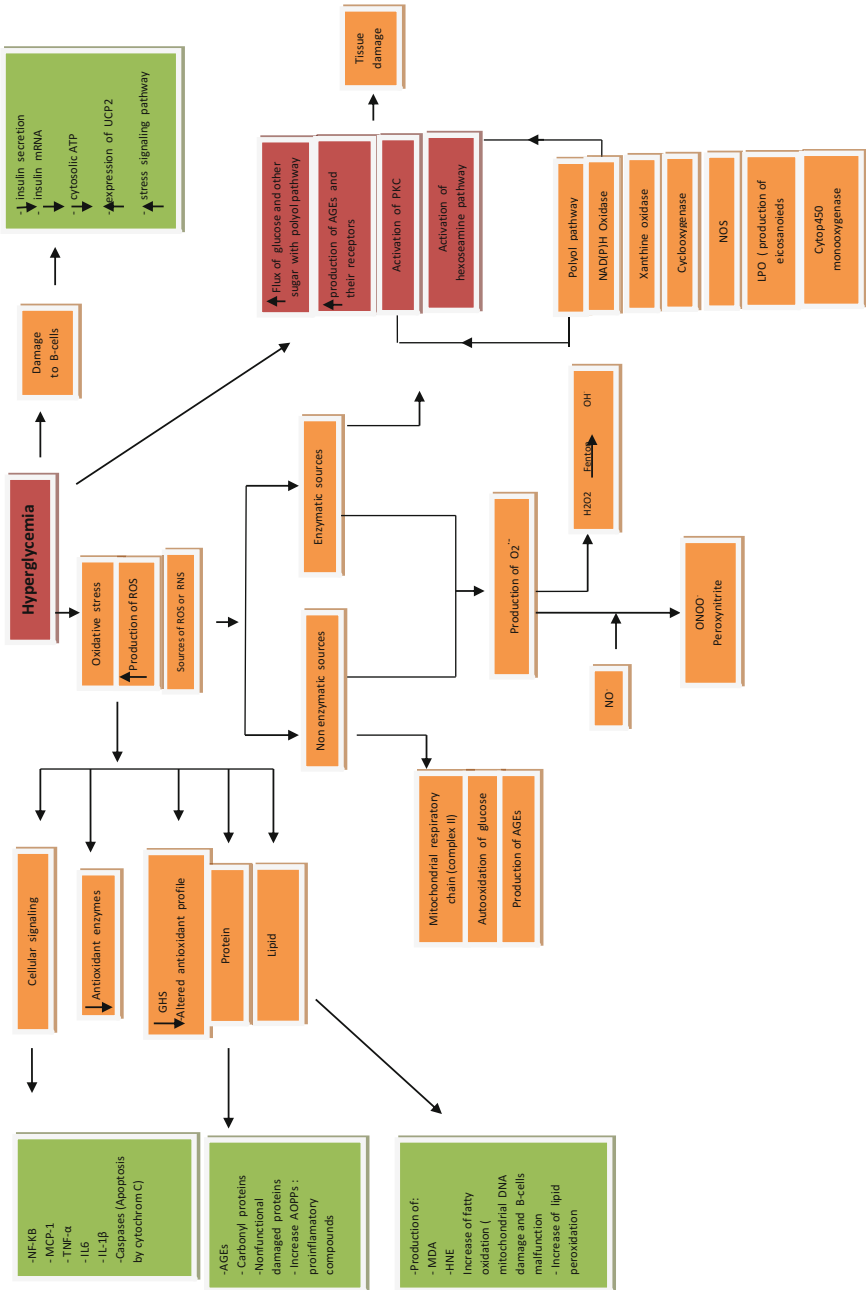 Hyperglycemia
Damage
to B-cells
- insulin secretion
- insulin mRNA
- cytosolic ATP
-expression of UCP2
- stress signaling pathway
Oxidative stress
Production of ROS
Sources of ROS or RNS
Flux of glucose and other
sugar with polyol pathway
production of AGEs and
their receptors
Activation of PKC
Activation of
hexoseamine pathway
Tissue
damage
Cellular signaling
Antioxidant enzymes
GHS
-Altered antioxidant profile
Protein
Lipid
-NF-KB
- MCP-1
- TNF-α
- IL6
- IL-1β
-Caspases (Apoptosis
by cytochrom C)
-AGEs
- Carbonyl proteins
-Nonfunctional
damaged proteins
- Increase AOPPs :
proinflamatory
compounds
-Production of:
- MDA
-HNE
Increase of fatty
oxidation (
mitochondrial DNA
damage and B-cells
malfunction
- Increase of lipid
peroxidation
Non enzymatic sources
Enzymatic sources
Mitochondrial respiratory
chain (complex II)
Autooxidation of glucose
Production of AGEs
Production of O2˙⁻
H2O2 Fenton OH˙
NO˙
ONOO⁻
Peroxynitrite
Polyol pathway
NAD(P)H Oxidase
Xanthine oxidase
Cyclooxygenase
NOS
LPO ( production of
eicosanoleds
Cytop450
monooxygenase